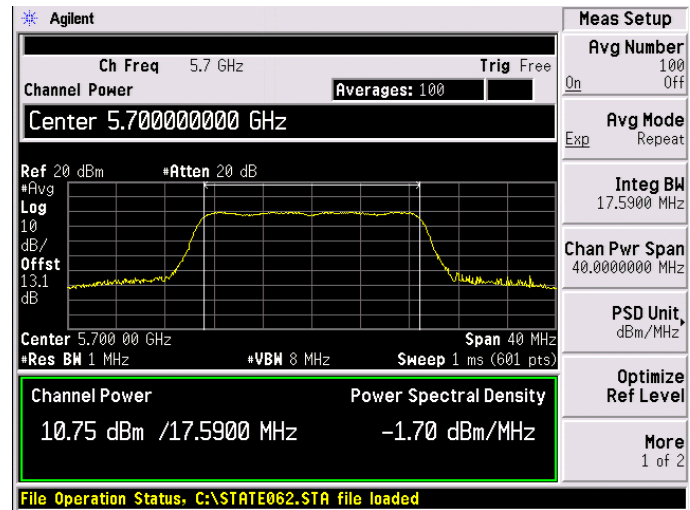 Agilent
Meas Setup
Ch Freq 5.7 GHz Trig Free
Channel Power Averages: 100
Center 5.700000000 GHz
Ref 20 dBm #Atten 20 dB
#Avg
Log
10
dB/
Offst
13.1
dB
Center 5.700 00 GHz Span 40 MHz
#Res BW 1 MHz #VBW 8 MHz Sweep 1 ms (601 pts)
Channel Power Power Spectral Density
10.75 dBm /17.5900 MHz -1.70 dBm/MHz
File Operation Status, C:\STATE062.STA file loaded
Avg Number
100
On Off
Avg Mode
Exp Repeat
Integ BW
17.5900 MHz
Chan Pwr Span
40.0000000 MHz
PSD Unit
dBm/MHz
Optimize
Ref Level
More
1 of 2